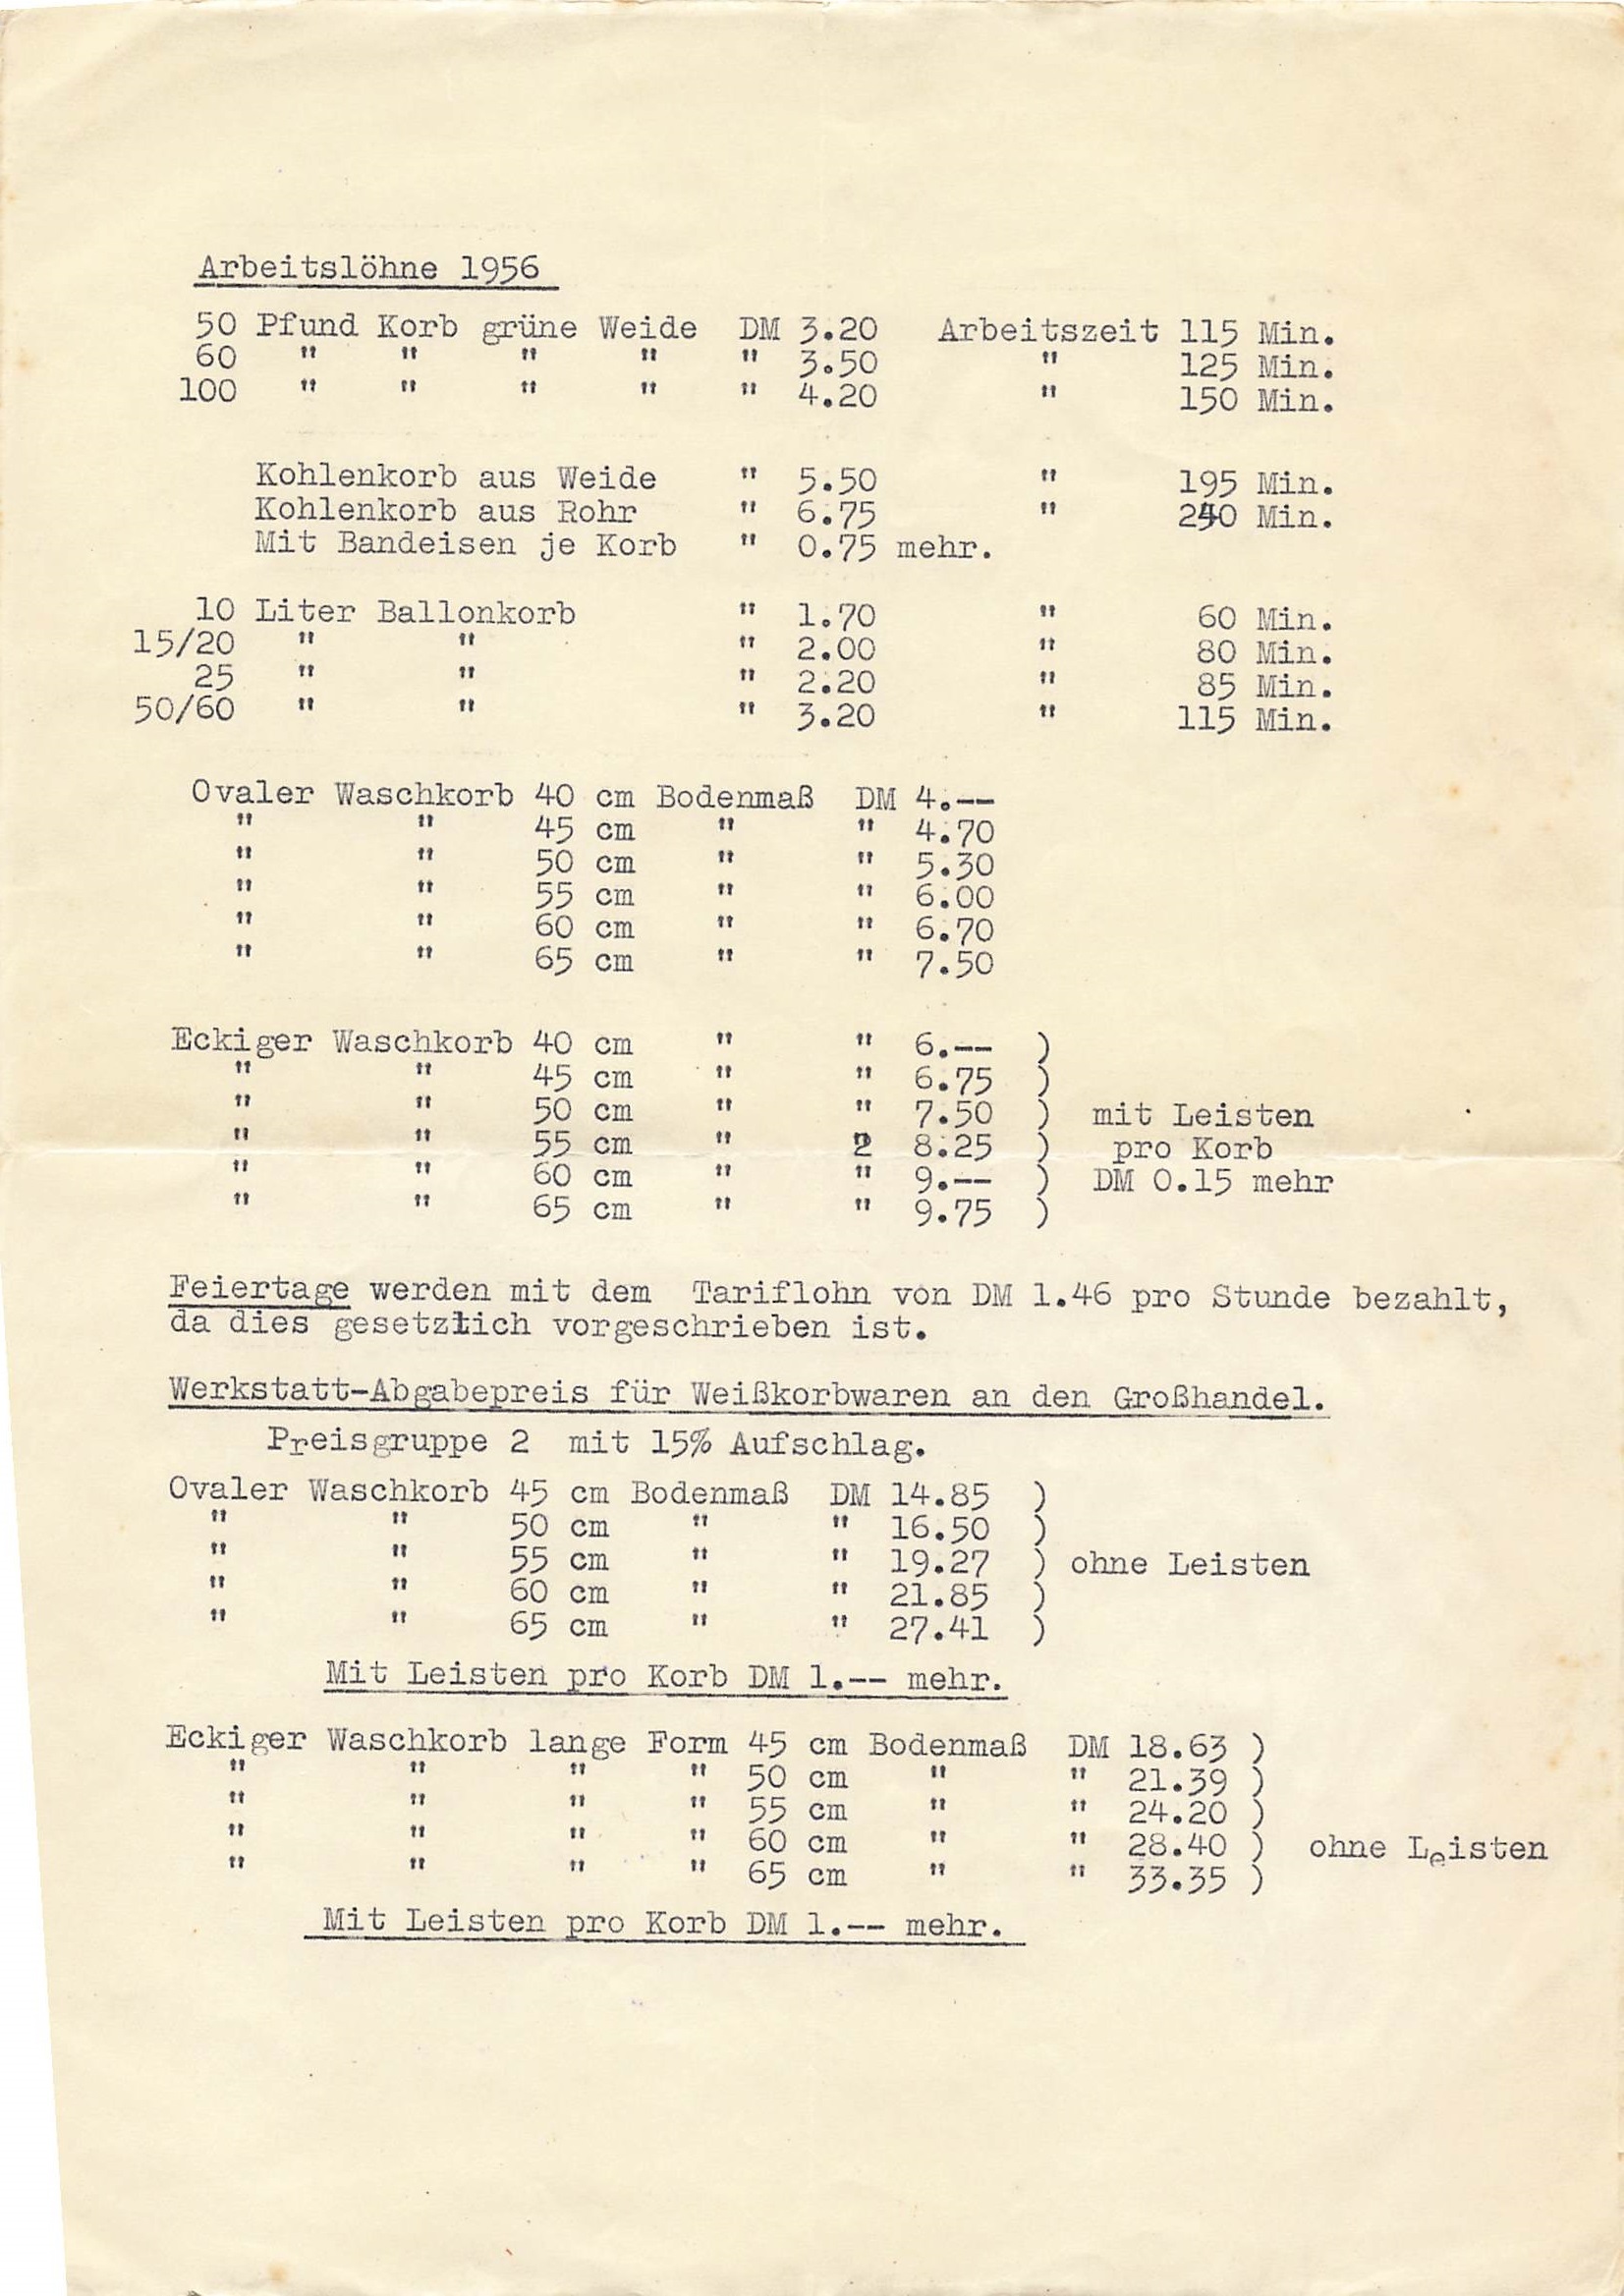 Arbeitslöhne 1956
50 Pfund Korb grüne Weide DM 3.20 Arbeitszeit 115 Min.
60 " " " " " 3.50 " 125 Min.
100 " " " " " 4.20 " 150 Min.
Kohlenkorb aus Weide " 5.50 " 195 Min.
Kohlenkorb aus Rohr " 6.75 " 240 Min.
Mit Bandeisen je Korb " 0.75 mehr.
10 Liter Ballonkorb " 1.70 " 60 Min.
15/20 " " " 2.00 " 80 Min.
25 " " " 2.20 " 85 Min.
50/60 " " " 3.20 " 115 Min.
Ovaler Waschkorb 40 cm Bodenmaß DM 4.--
" " 45 cm " " 4.70
" " 50 cm " " 5.30
" " 55 cm " " 6.00
" " 60 cm " " 6.70
" " 65 cm " " 7.50
Eckiger Waschkorb 40 cm " " 6.-- )
" " 45 cm " " 6.75 )
" " 50 cm " " 7.50 ) mit Leisten
" " 55 cm " 2 8.25 ) pro Korb
" " 60 cm " " 9.-- ) DM 0.15 mehr
" " 65 cm " " 9.75 )
Feiertage werden mit dem Tariflohn von DM 1.46 pro Stunde bezahlt,
da dies gesetzlich vorgeschrieben ist.
Werkstatt-Abgabepreis für Weißkorbwaren an den Großhandel.
Preisgruppe 2 mit 15% Aufschlag.
Ovaler Waschkorb 45 cm Bodenmaß DM 14.85 )
" " 50 cm " " 16.50 )
" " 55 cm " " 19.27 ) ohne Leisten
" " 60 cm " " 21.85 )
" " 65 cm " " 27.41 )
Mit Leisten pro Korb DM 1.-- mehr.
Eckiger Waschkorb lange Form 45 cm Bodenmaß DM 18.63 )
" " " " 50 cm " " 21.39 )
" " " " 55 cm " " 24.20 )
" " " " 60 cm " " 28.40 ) ohne Leisten
" " " " 65 cm " " 33.35 )
Mit Leisten pro Korb DM 1.-- mehr.